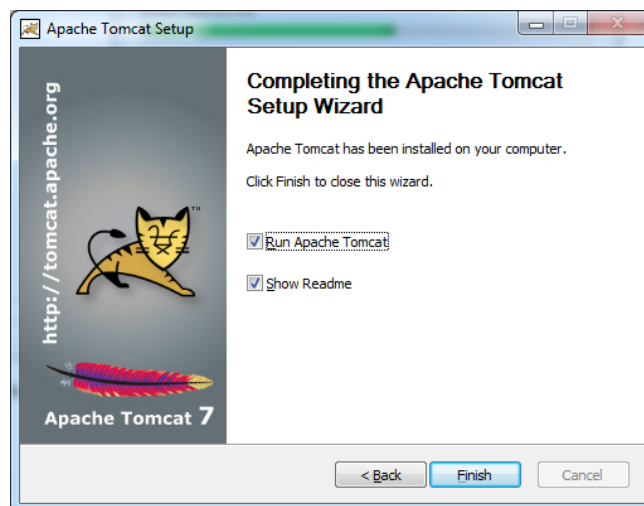 Apache Tomcat Setup
http://tomcat.apache.org
TM
Apache Tomcat 7
Completing the Apache Tomcat
Setup Wizard
Apache Tomcat has been installed on your computer.
Click Finish to close this wizard.
Run Apache Tomcat
Show Readme
< Back
Finish
Cancel